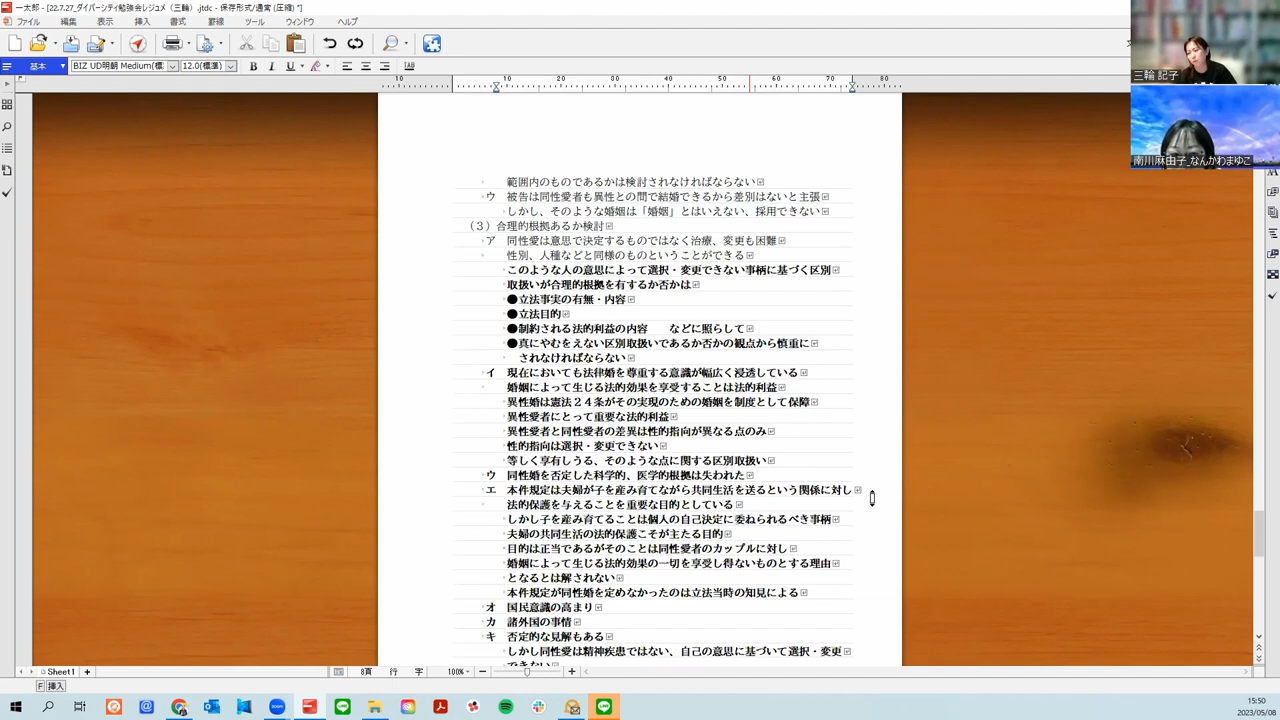 一太郎 - [22.7.27_ダイバーシティ勉強会レジュメ（三輪）.jtdc - 保存形式/通常 (圧縮) *]
ファイル 編集 表示 挿入 書式 罫線 ツール ウィンドウ ヘルプ
基本 BIZ UD明朝 Medium(標 12.0(標準) B I U
10 10 20 30 40 50 60 70 80
三輪 記子
南川麻由子_なんかわまゆこ
範囲内のものであるかは検討されなければならない
ウ 被告は同性愛者も異性との間で結婚できるから差別はないと主張
しかし、そのような婚姻は「婚姻」とはいえない、採用できない
（３）合理的根拠あるか検討
ア 同性愛は意思で決定するものではなく治療、変更も困難
性別、人種などと同様のものということができる
このような人の意思によって選択・変更できない事柄に基づく区別
取扱いが合理的根拠を有するか否かは
●立法事実の有無・内容
●立法目的
●制約される法的利益の内容 などに照らして
●真にやむをえない区別取扱いであるか否かの観点から慎重に
されなければならない
イ 現在においても法律婚を尊重する意識が幅広く浸透している
婚姻によって生じる法的効果を享受することは法的利益
異性婚は憲法２４条がその実現のための婚姻を制度として保障
異性愛者にとって重要な法的利益
異性愛者と同性愛者の差異は性的指向が異なる点のみ
性的指向は選択・変更できない
等しく享有しうる、そのような点に関する区別取扱い
ウ 同性婚を否定した科学的、医学的根拠は失われた
エ 本件規定は夫婦が子を産み育てながら共同生活を送るという関係に対し
法的保護を与えることを重要な目的としている
しかし子を産み育てることは個人の自己決定に委ねられるべき事柄
夫婦の共同生活の法的保護こそが主たる目的
目的は正当であるがそのことは同性愛者のカップルに対し
婚姻によって生じる法的効果の一切を享受し得ないものとする理由
となるとは解されない
本件規定が同性婚を定めなかったのは立法当時の知見による
オ 国民意識の高まり
カ 諸外国の事情
キ 否定的な見解もある
しかし同性愛は精神疾患ではない、自己の意思に基づいて選択・変更
できない
Sheet1 8頁 行 字 100%
F 挿入
15:50
2023/05/08